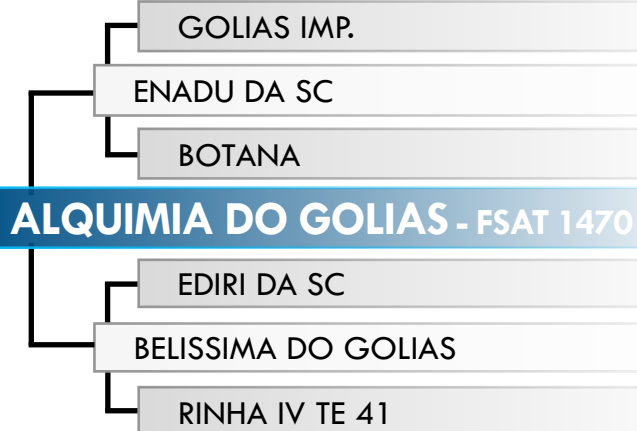 GOLIAS IMP.
ENADU DA SC
BOTANA
ALQUIMIA DO GOLIAS - FSAT 1470
EDIRI DA SC
BELISSIMA DO GOLIAS
RINHA IV TE 41